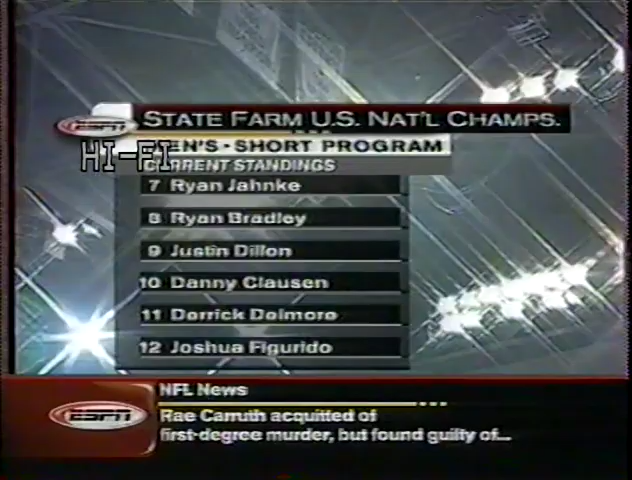 ESPN STATE FARM U.S. NAT'L CHAMPS.
MEN'S - SHORT PROGRAM
HI-FI
CURRENT STANDINGS
7 Ryan Jahnke
8 Ryan Bradley
9 Justin Dillon
10 Danny Clausen
11 Derrick Delmore
12 Joshua Figurido
NFL News
ESPN
Rae Carruth acquitted of
first-degree murder, but found guilty of...